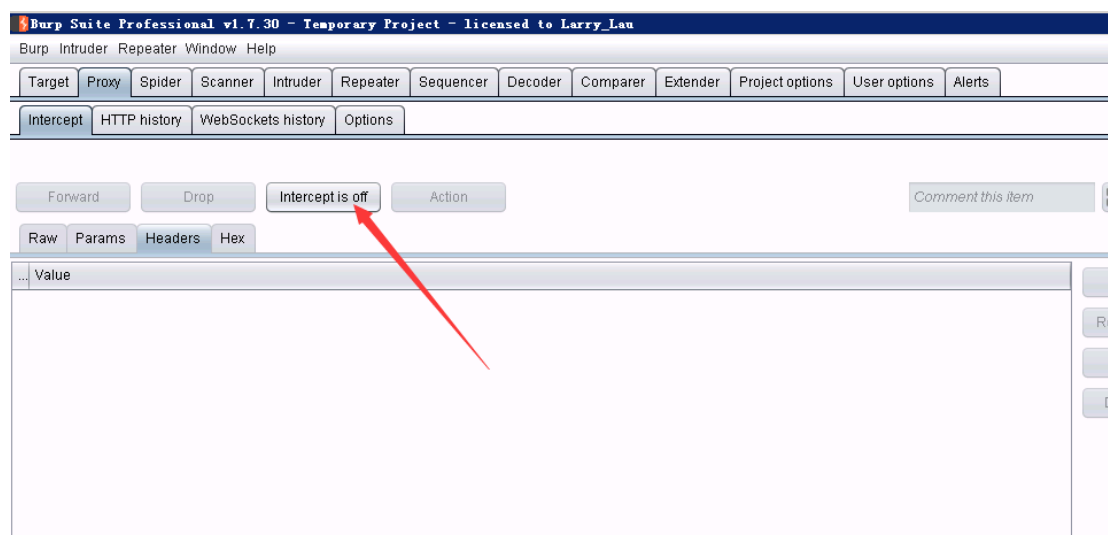 Burp Suite Professional v1.7.30 - Temporary Project - licensed to Larry_Lau
Burp Intruder Repeater Window Help
Target Proxy Spider Scanner Intruder Repeater Sequencer Decoder Comparer Extender Project options User options Alerts
Intercept HTTP history WebSockets history Options
Forward Drop Intercept is off Action Comment this item
Raw Params Headers Hex
... Value